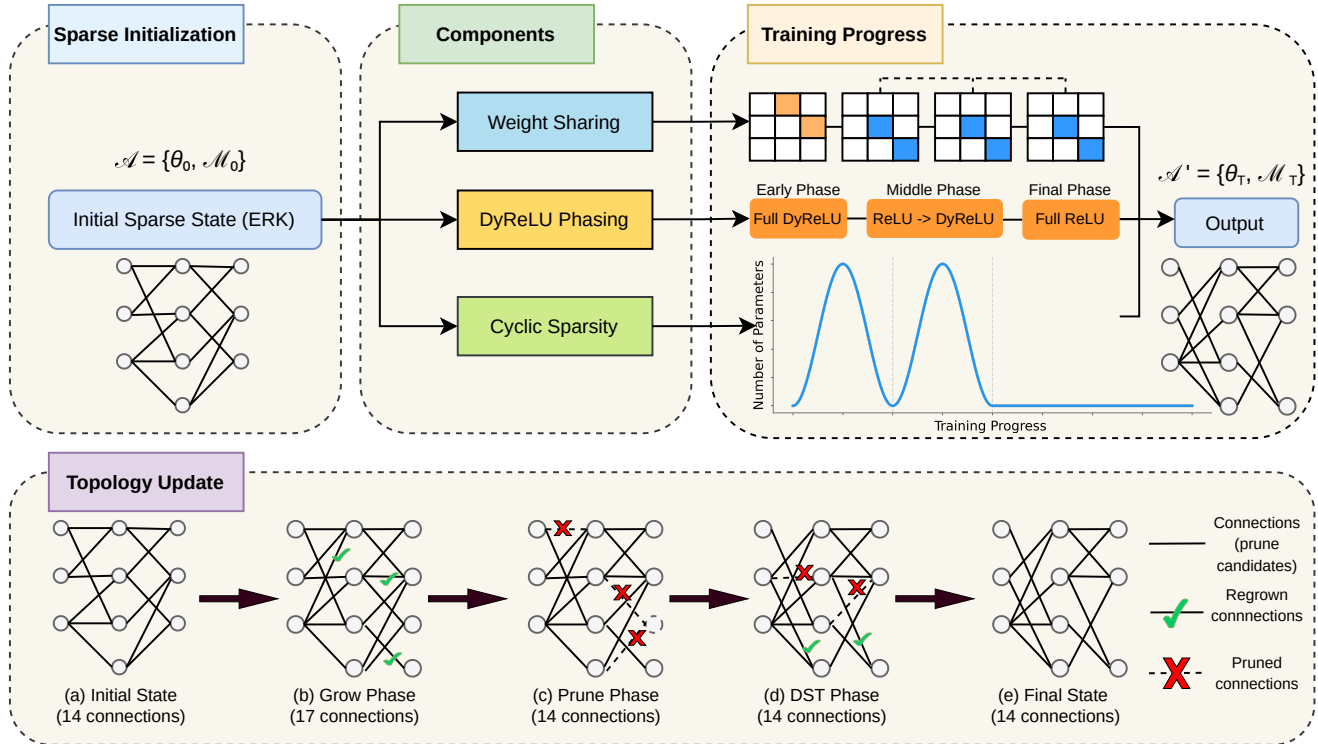 Sparse Initialization
Components
Training Progress
𝒜 = {θ₀, ℳ₀}
Initial Sparse State (ERK)
Weight Sharing
DyReLU Phasing
Cyclic Sparsity
Early Phase
Middle Phase
Final Phase
Full DyReLU
ReLU -> DyReLU
Full ReLU
Number of Parameters
Training Progress
𝒜' = {θ_T, ℳ_T}
Output
Topology Update
(a) Initial State
(14 connections)
(b) Grow Phase
(17 connections)
(c) Prune Phase
(14 connections)
(d) DST Phase
(14 connections)
(e) Final State
(14 connections)
Connections
(prune
candidates)
Regrown
connnections
Pruned
connections